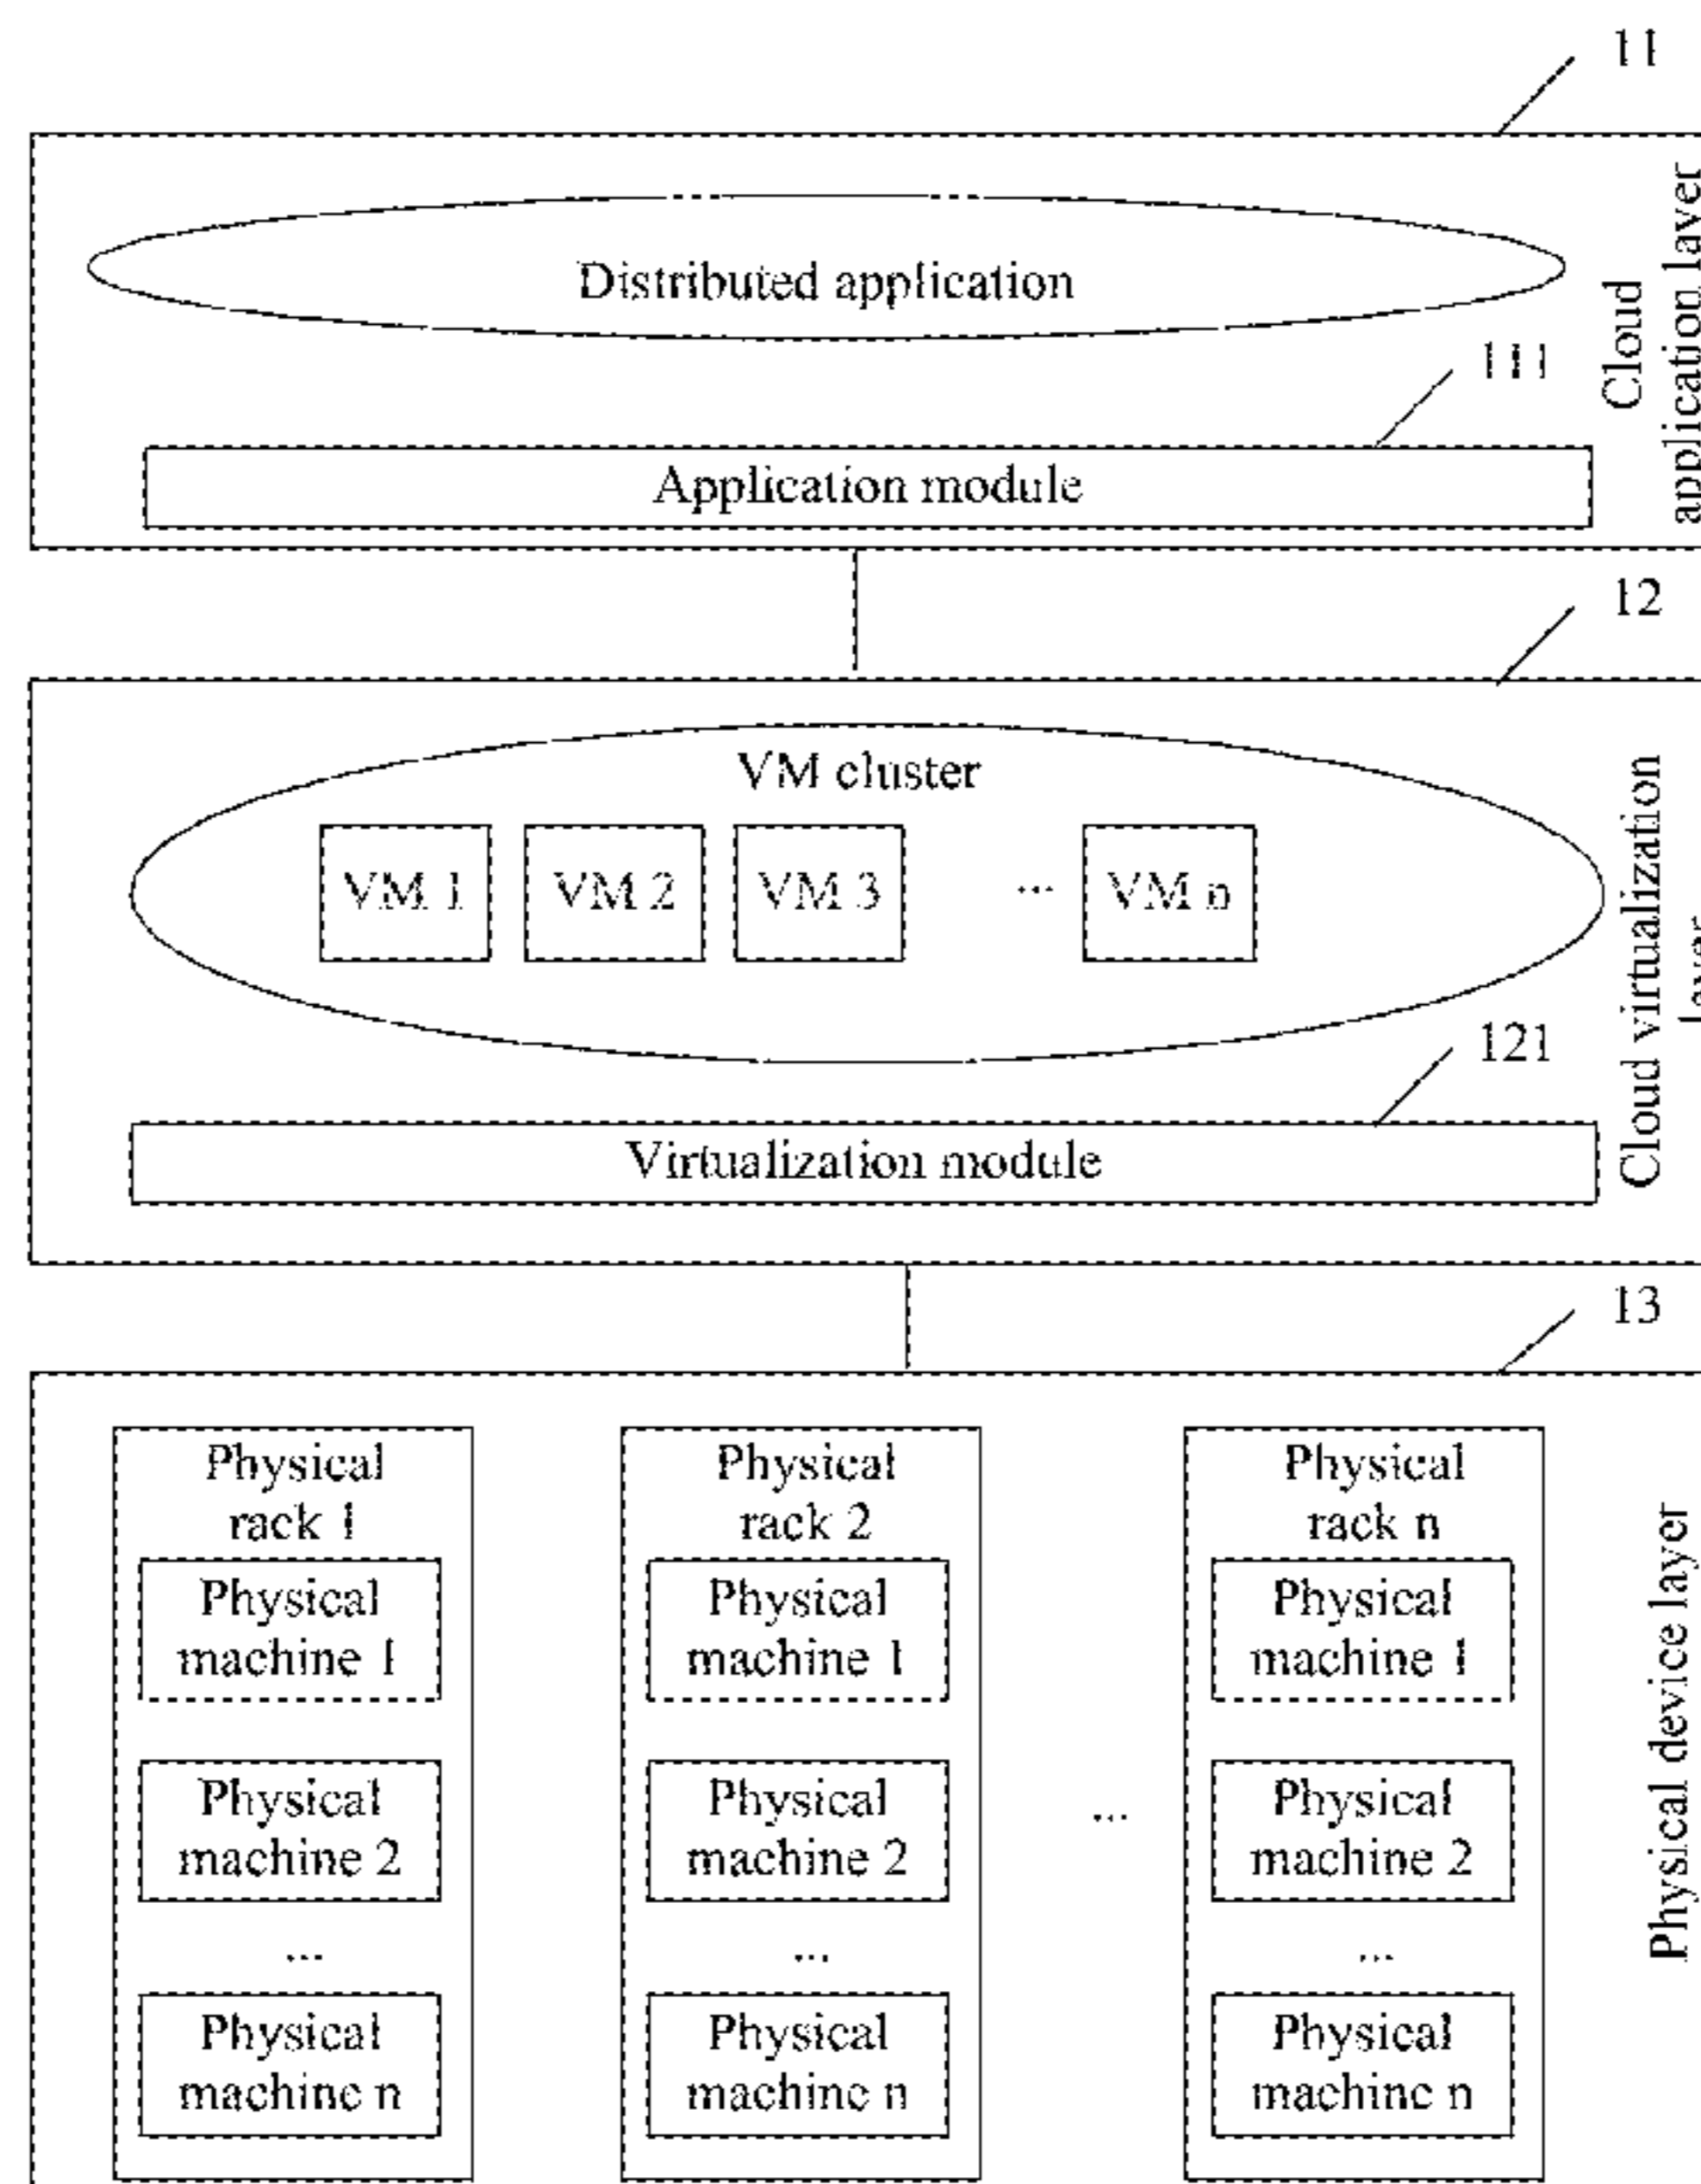 11
Distributed application
Cloud
application layer
111
Application module
12
VM cluster
VM 1
VM 2
VM 3
...
VM n
Cloud virtualization
layer
121
Virtualization module
13
Physical
rack 1
Physical
machine 1
Physical
machine 2
...
Physical
machine n
Physical
rack 2
Physical
machine 1
Physical
machine 2
...
Physical
machine n
...
Physical
rack n
Physical
machine 1
Physical
machine 2
...
Physical
machine n
Physical device layer